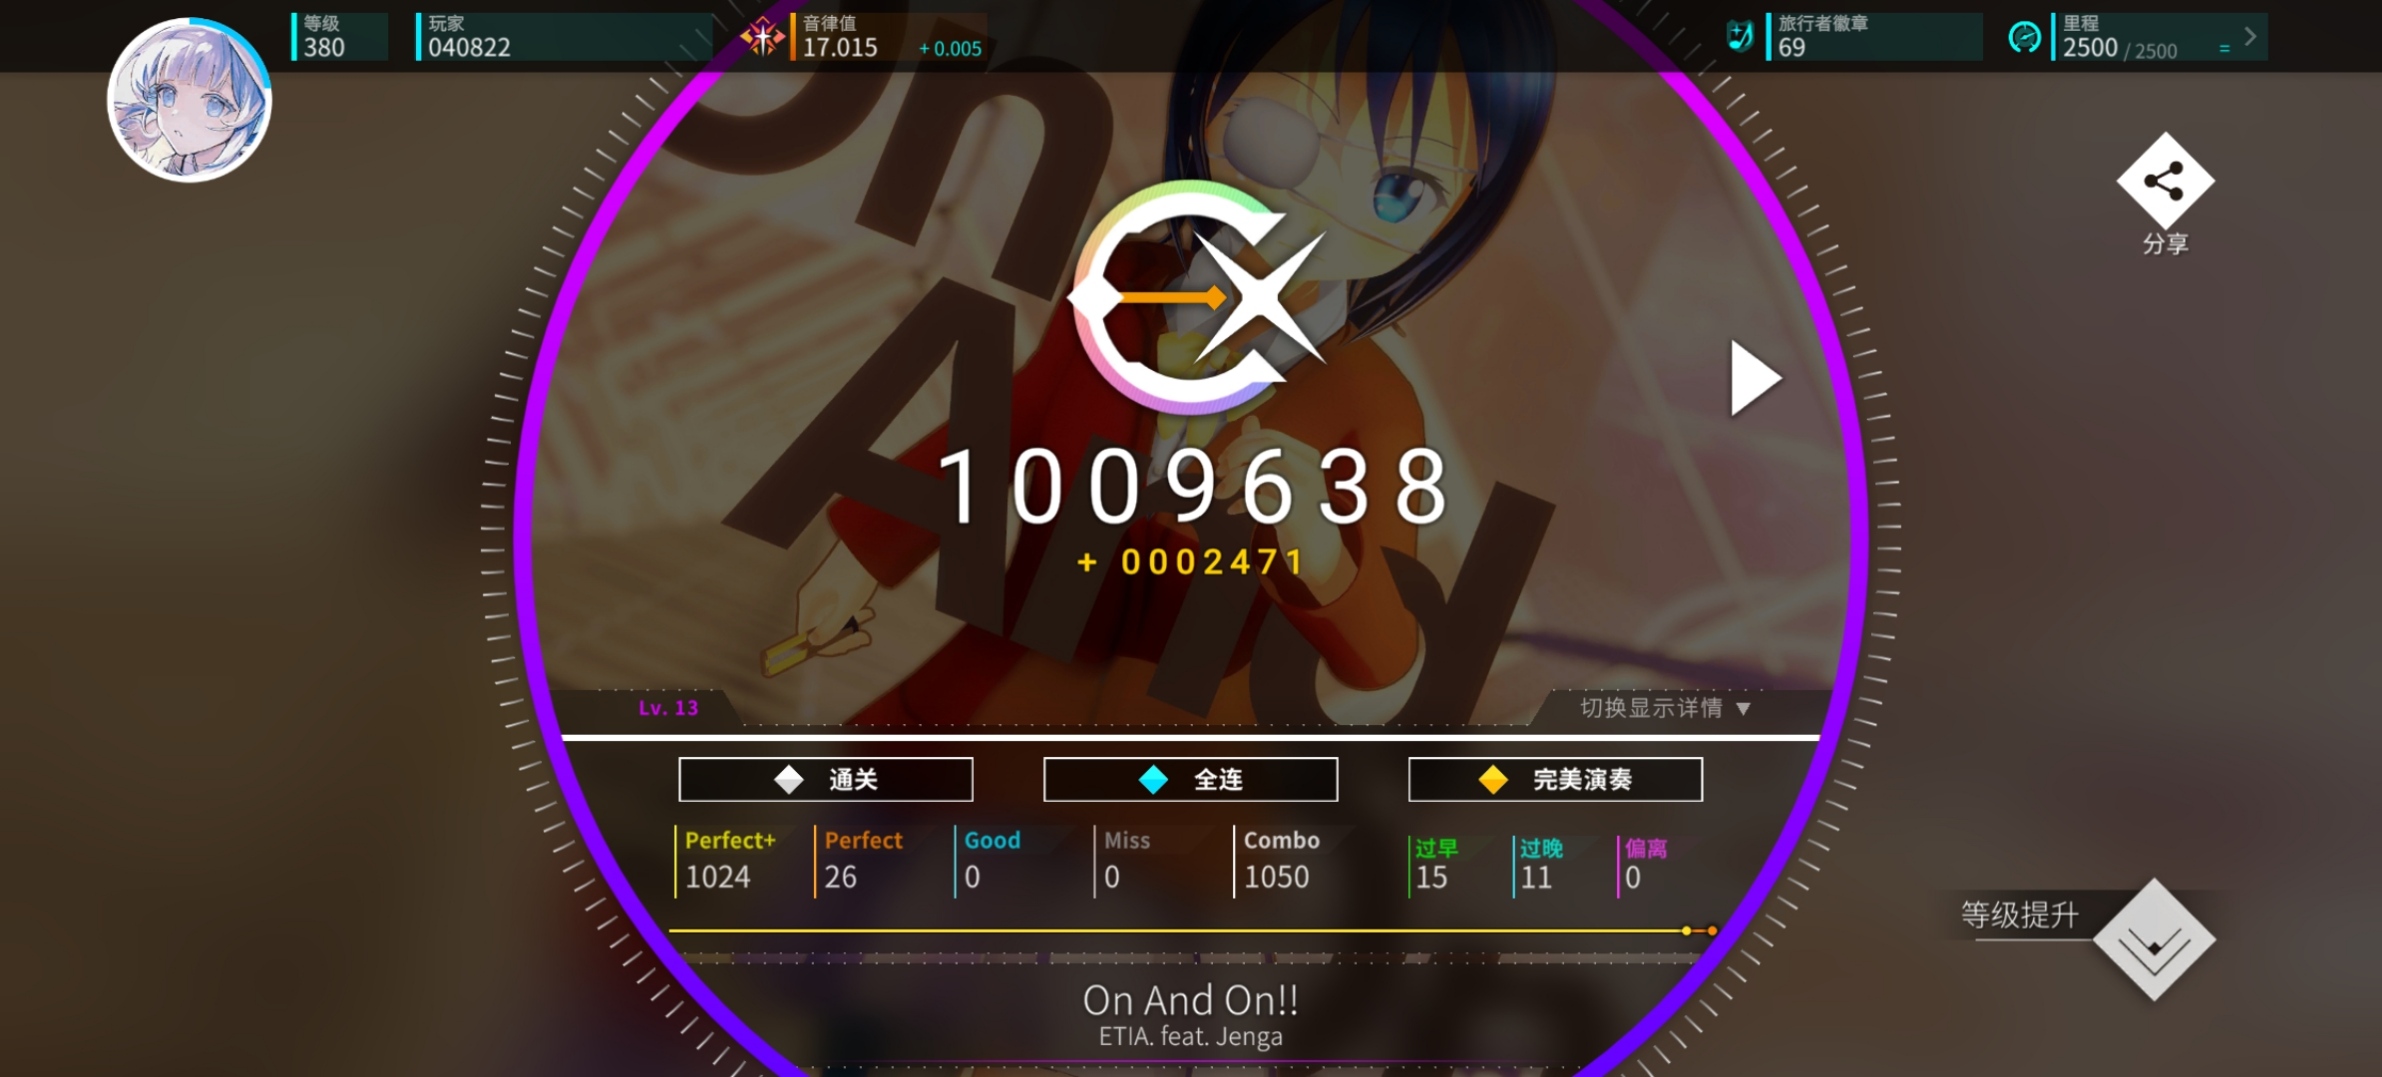 等级
380
玩家
040822
音律值
17.015 +0.005
旅行者徽章
69
里程
2500 / 2500 =
On
And
分享
EX
1009638
+ 0002471
Lv. 13
切换显示详情 ▼
通关
全连
完美演奏
Perfect+
1024
Perfect
26
Good
0
Miss
0
Combo
1050
过早
15
过晚
11
偏离
0
等级提升
On And On!!
ETIA. feat. Jenga